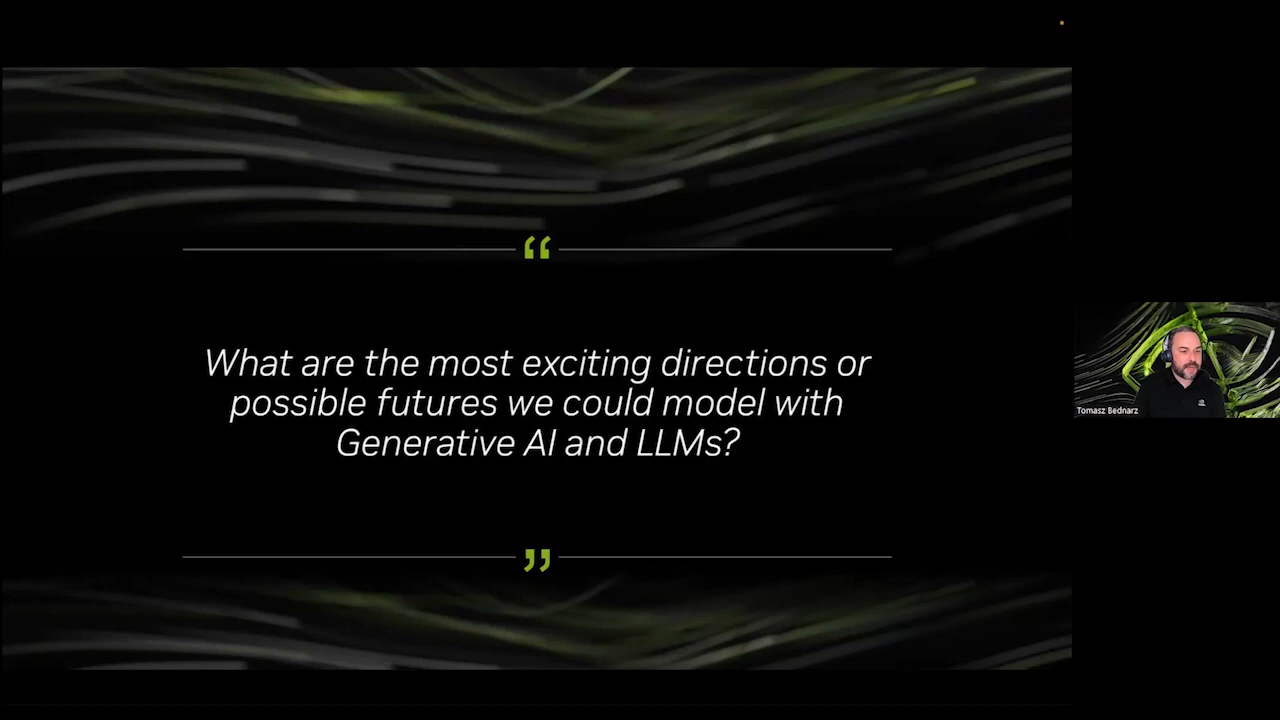 “
What are the most exciting directions or
possible futures we could model with
Generative AI and LLMs?
”
Tomasz Bednarz